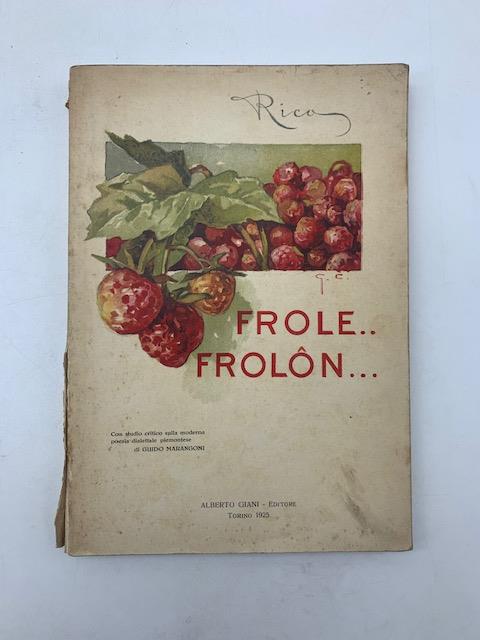 Rico
G. C.
FROLE..
FROLÔN...
Con studio critico sulla moderna
poesia dialettale piemontese
di GUIDO MARANGONI
ALBERTO GIANI - EDITORE
TORINO 1925